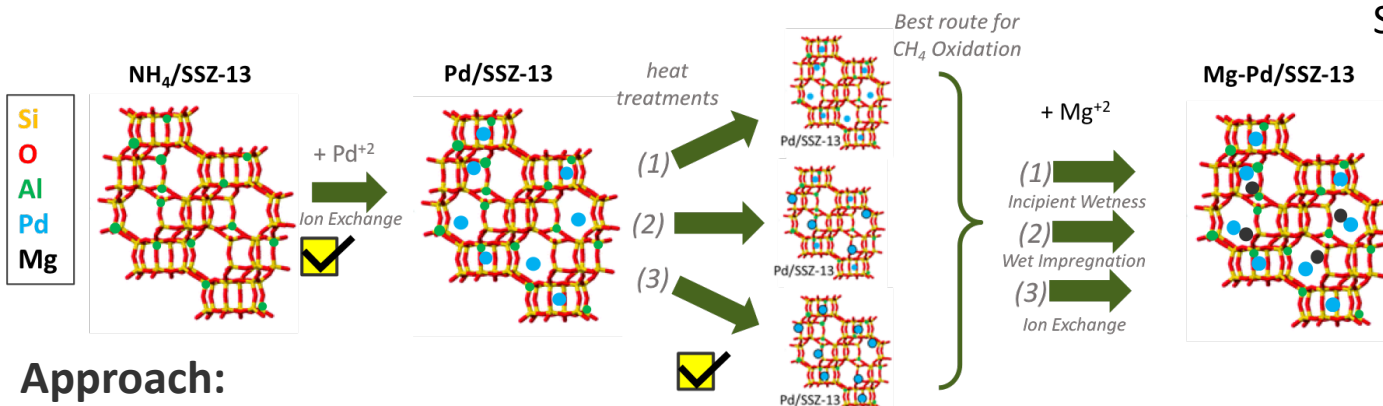 S
Best route for
CH₄ Oxidation
NH₄/SSZ-13
Pd/SSZ-13
heat
treatments
Mg-Pd/SSZ-13
Si
O
Al
Pd
Mg
+ Pd⁺²
Ion Exchange
(1)
(2)
(3)
Pd/SSZ-13
Pd/SSZ-13
Pd/SSZ-13
+ Mg⁺²
(1)
Incipient Wetness
(2)
Wet Impregnation
(3)
Ion Exchange
Approach: